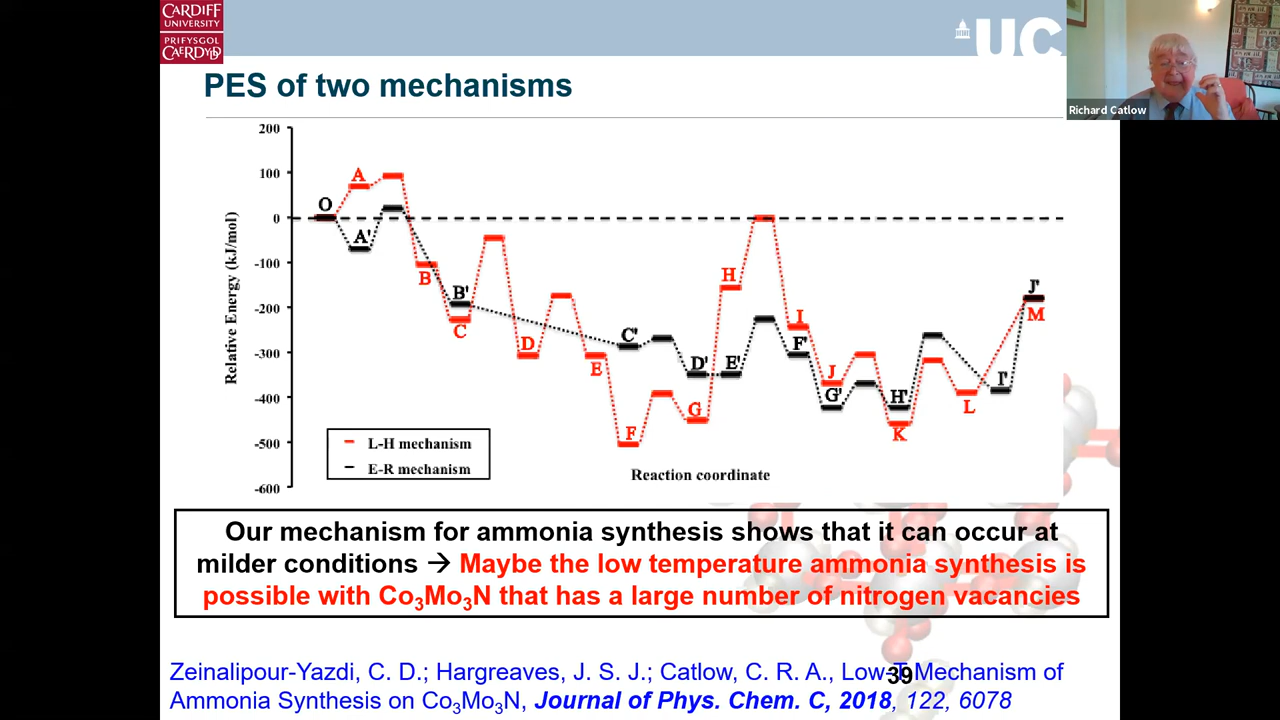 CARDIFF
UNIVERSITY
PRIFYSGOL
CAERDYDD
UC
Richard Catlow
PES of two mechanisms
200
100
0
-100
-200
-300
-400
-500
-600
Relative Energy (kJ/mol)
O
A
A'
B
B'
C
D
E
C'
F
D'
G
E'
H
I
F'
J
G'
H'
K
L
I'
J'
M
L-H mechanism
E-R mechanism
Reaction coordinate
Our mechanism for ammonia synthesis shows that it can occur at
milder conditions → Maybe the low temperature ammonia synthesis is
possible with Co₃Mo₃N that has a large number of nitrogen vacancies
Zeinalipour-Yazdi, C. D.; Hargreaves, J. S. J.; Catlow, C. R. A., Low-T Mechanism of
39
Ammonia Synthesis on Co₃Mo₃N, Journal of Phys. Chem. C, 2018, 122, 6078